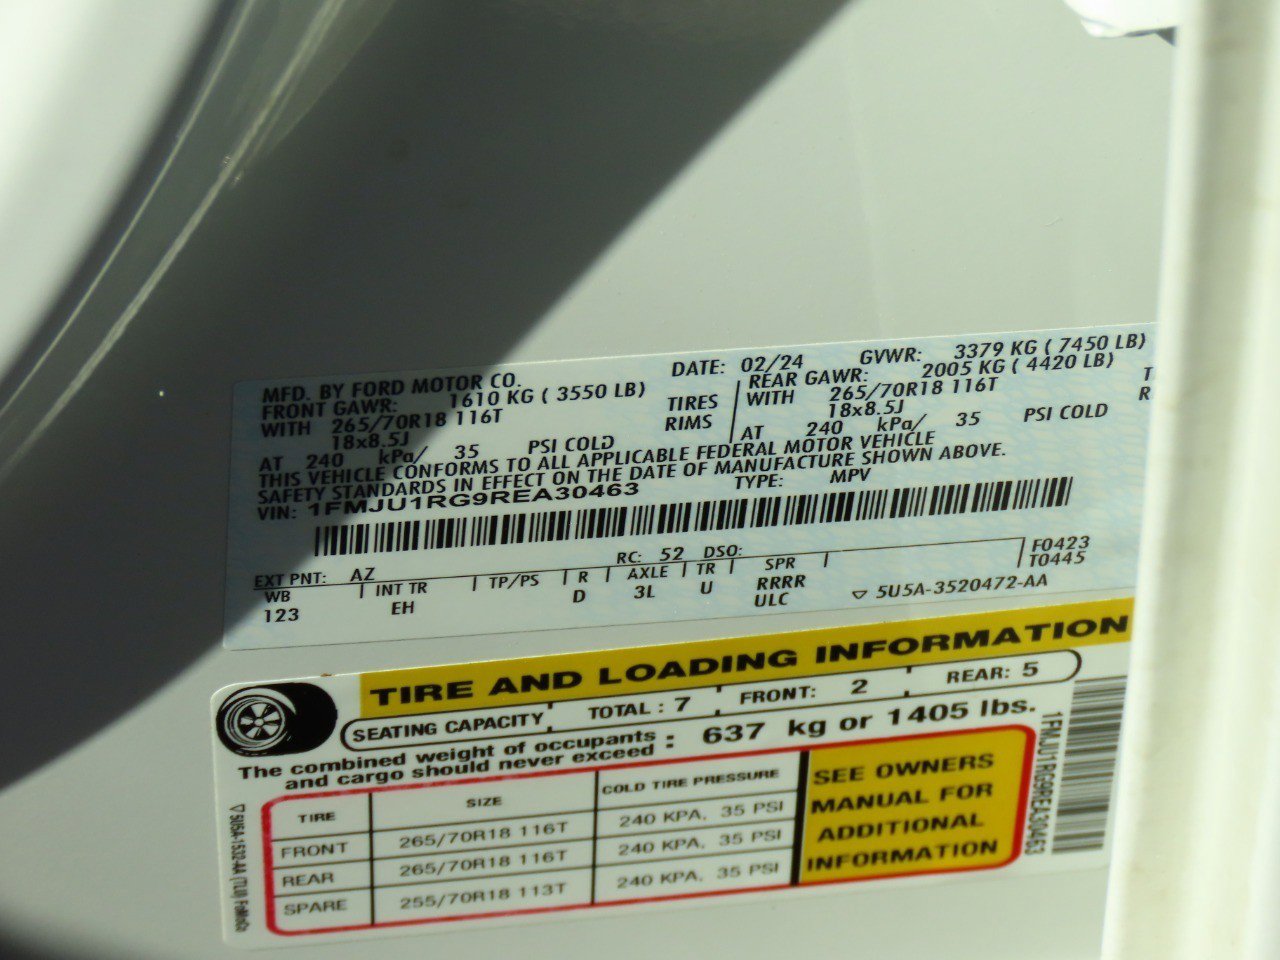 MFD. BY FORD MOTOR CO.
DATE: 02/24
GVWR: 3379 KG ( 7450 LB)
FRONT GAWR: 1610 KG ( 3550 LB)
REAR GAWR: 2005 KG ( 4420 LB)
WITH 265/70R18 116T TIRES
WITH 265/70R18 116T
18x8.5J RIMS
18x8.5J
AT 240 kPa/ 35 PSI COLD
AT 240 kPa/ 35 PSI COLD
THIS VEHICLE CONFORMS TO ALL APPLICABLE FEDERAL MOTOR VEHICLE
SAFETY STANDARDS IN EFFECT ON THE DATE OF MANUFACTURE SHOWN ABOVE.
VIN: 1FMJU1RG9REA30463
TYPE: MPV
EXT PNT: AZ
RC: 52 DSO:
F0423
T0445
WB INT TR TP/PS R AXLE TR SPR
123 EH D 3L U RRRR
ULC
5U5A-3520472-AA
TIRE AND LOADING INFORMATION
SEATING CAPACITY TOTAL : 7 FRONT: 2 REAR: 5
The combined weight of occupants
and cargo should never exceed : 637 kg or 1405 lbs.
TIRE SIZE COLD TIRE PRESSURE
FRONT 265/70R18 116T 240 KPA, 35 PSI
REAR 265/70R18 116T 240 KPA, 35 PSI
SPARE 255/70R18 113T 240 KPA, 35 PSI
SEE OWNERS
MANUAL FOR
ADDITIONAL
INFORMATION
1FMJU1RG9REA30463